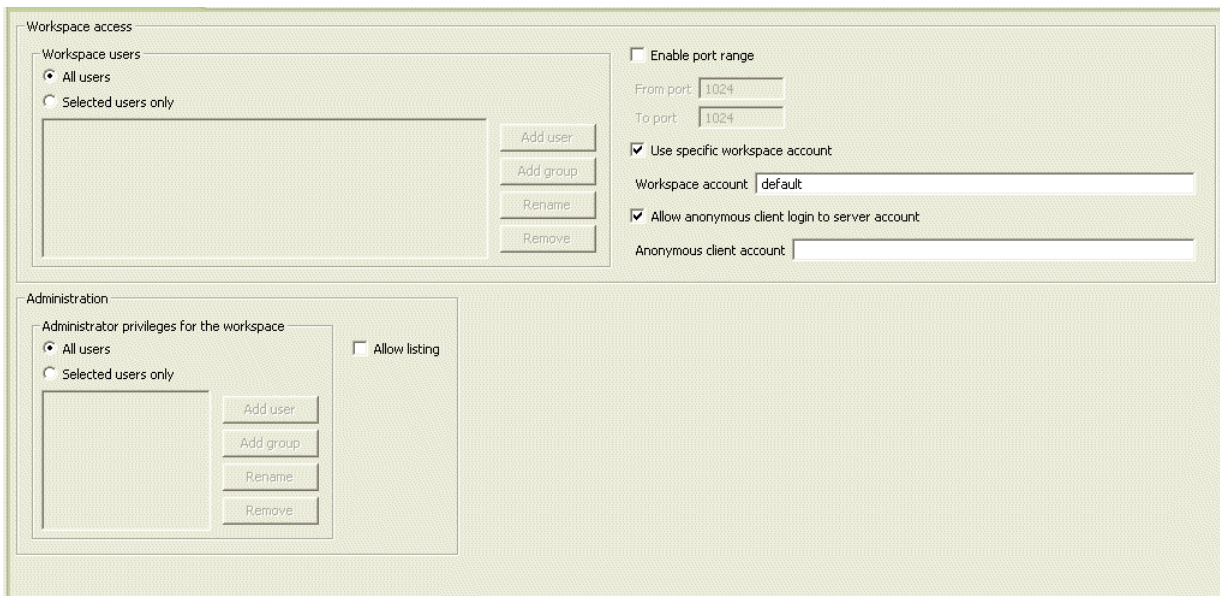 Workspace access
Workspace users
All users
Selected users only
Add user
Add group
Rename
Remove
Enable port range
From port 1024
To port 1024
Use specific workspace account
Workspace account default
Allow anonymous client login to server account
Anonymous client account
Administration
Administrator privileges for the workspace
All users
Selected users only
Add user
Add group
Rename
Remove
Allow listing